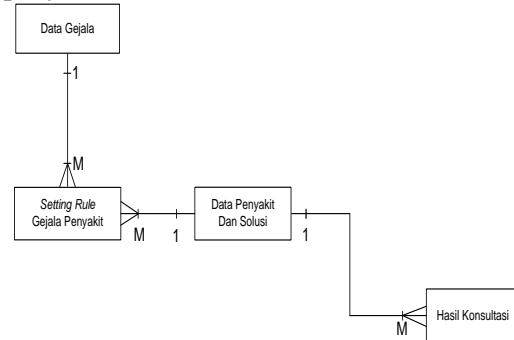 Data Gejala
1
M
Setting Rule
Gejala Penyakit
M
1
Data Penyakit
Dan Solusi
1
M
Hasil Konsultasi